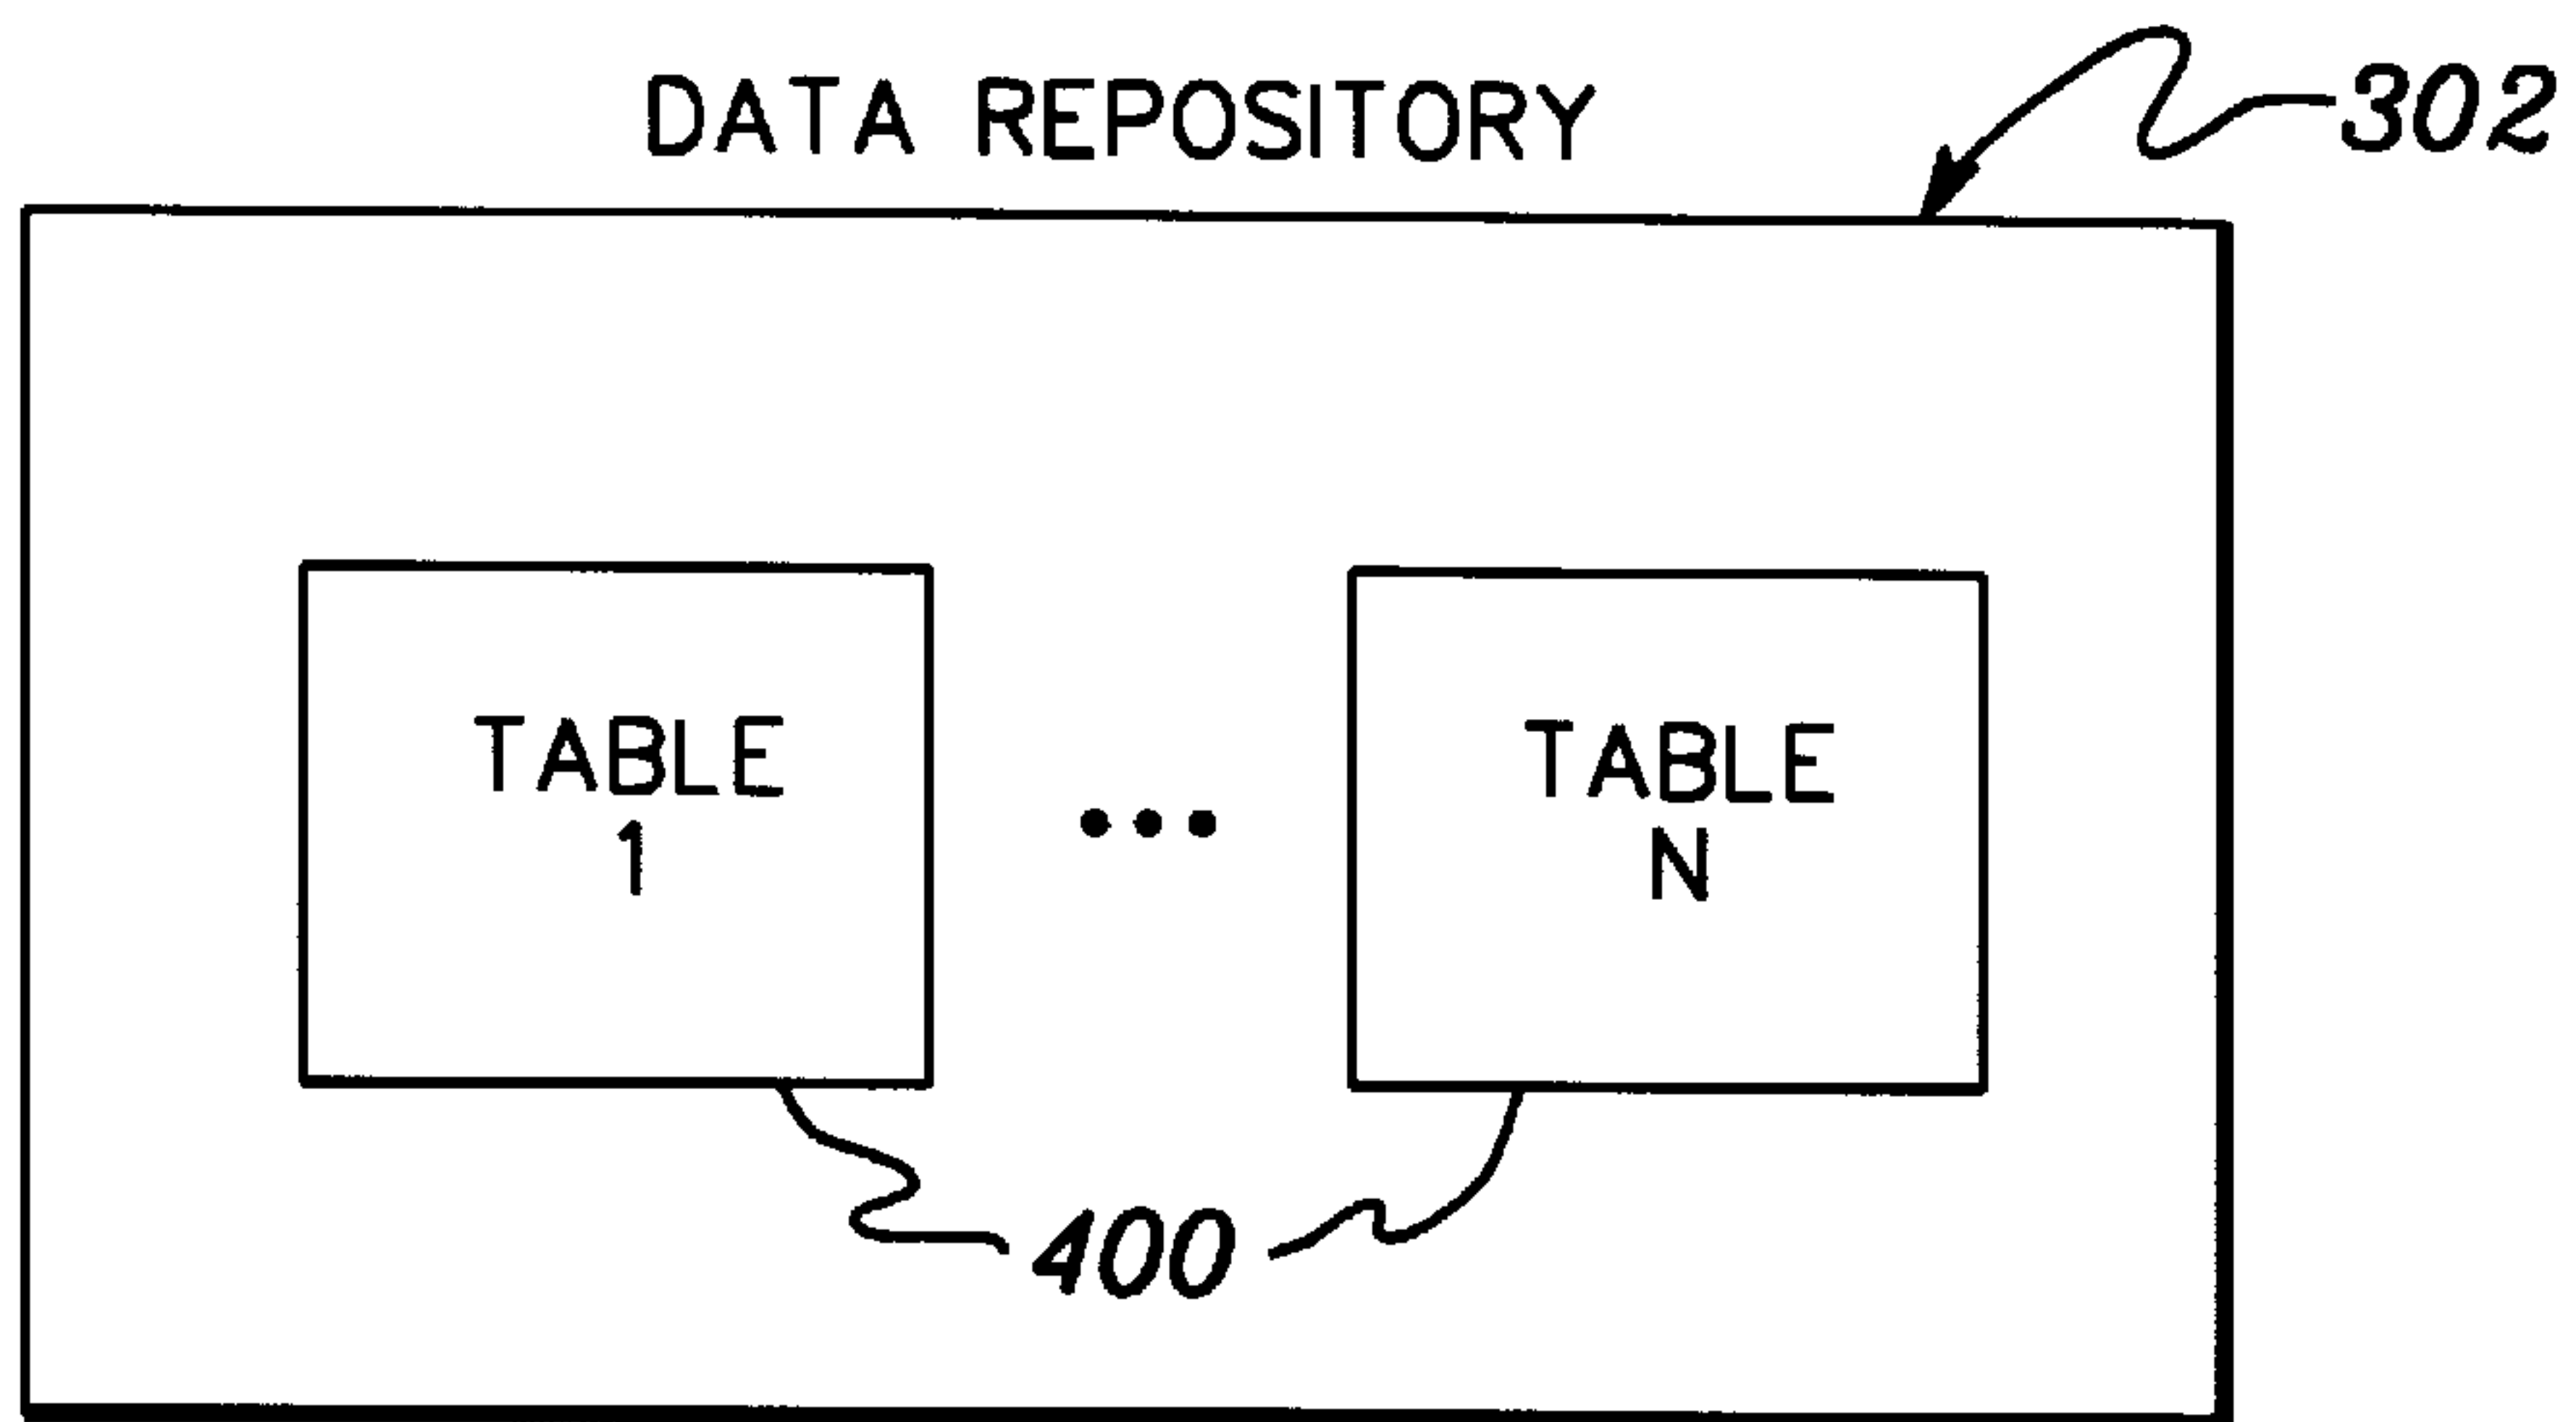 DATA REPOSITORY
302
TABLE
1
•••
TABLE
N
400